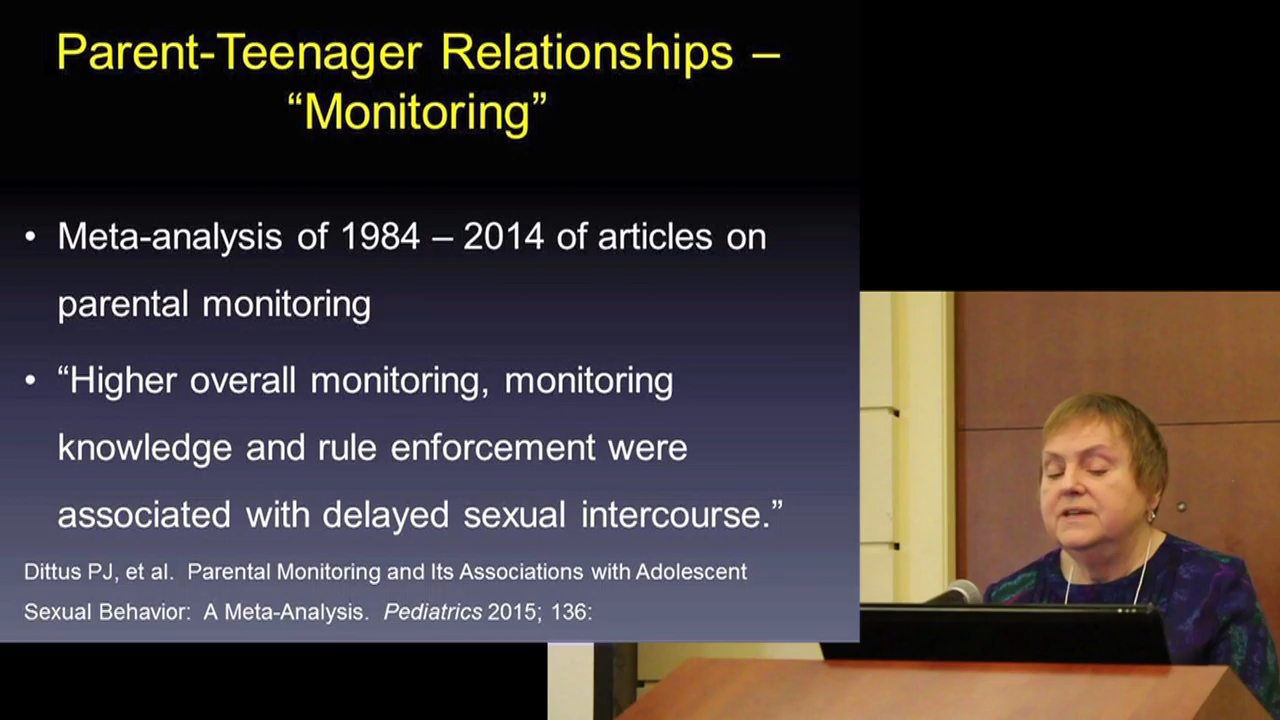 Parent-Teenager Relationships –
“Monitoring”
• Meta-analysis of 1984 – 2014 of articles on
parental monitoring
• “Higher overall monitoring, monitoring
knowledge and rule enforcement were
associated with delayed sexual intercourse.”
Dittus PJ, et al. Parental Monitoring and Its Associations with Adolescent
Sexual Behavior: A Meta-Analysis. Pediatrics 2015; 136: